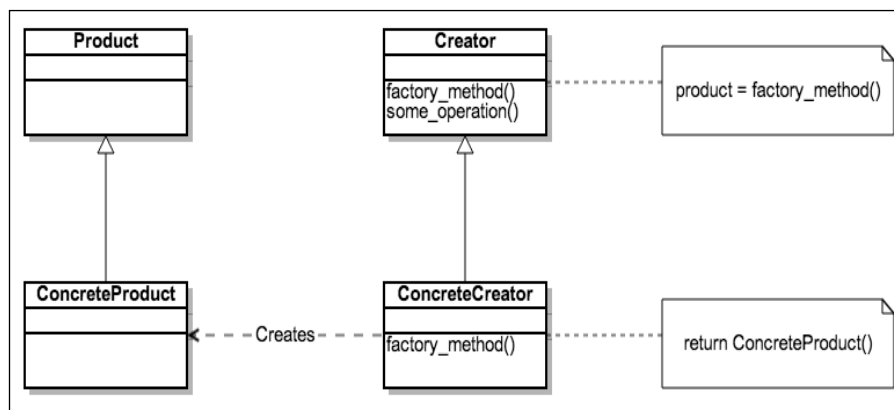 Product
Creator
factory_method()
some_operation()
product = factory_method()
ConcreteProduct
Creates
ConcreteCreator
factory_method()
return ConcreteProduct()